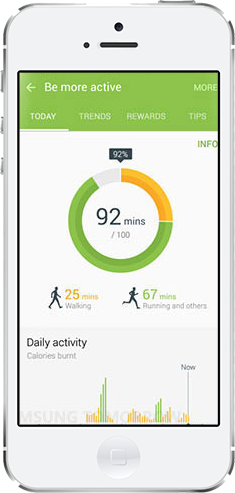 Be more active
MORE
TODAY
TRENDS
REWARDS
TIPS
INFO
92%
92 mins
/ 100
25 mins
Walking
67 mins
Running and others
Daily activity
Calories burnt
Now